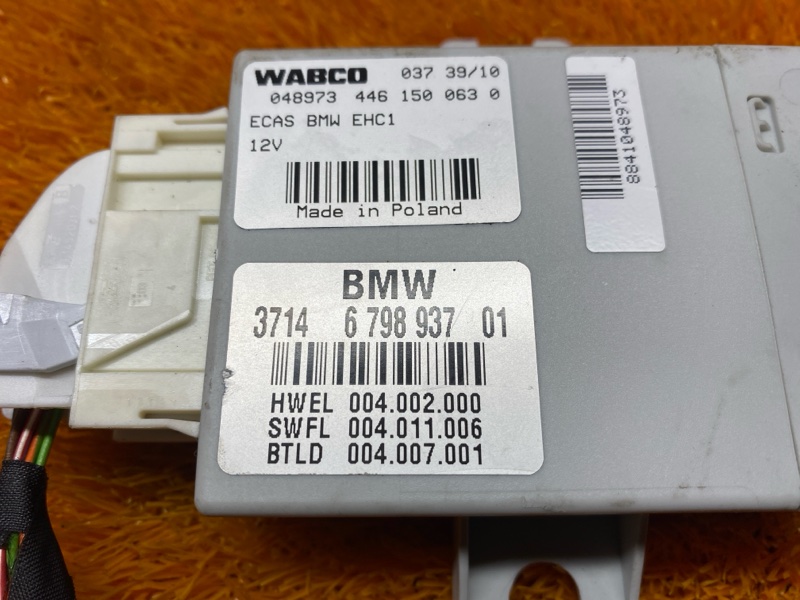 WABCO 037 39/10
048973 446 150 063 0
ECAS BMW EHC1
12V
Made in Poland
8841048973
BMW
3714 6 798 937 01
HWEL 004.002.000
SWFL 004.011.006
BTLD 004.007.001